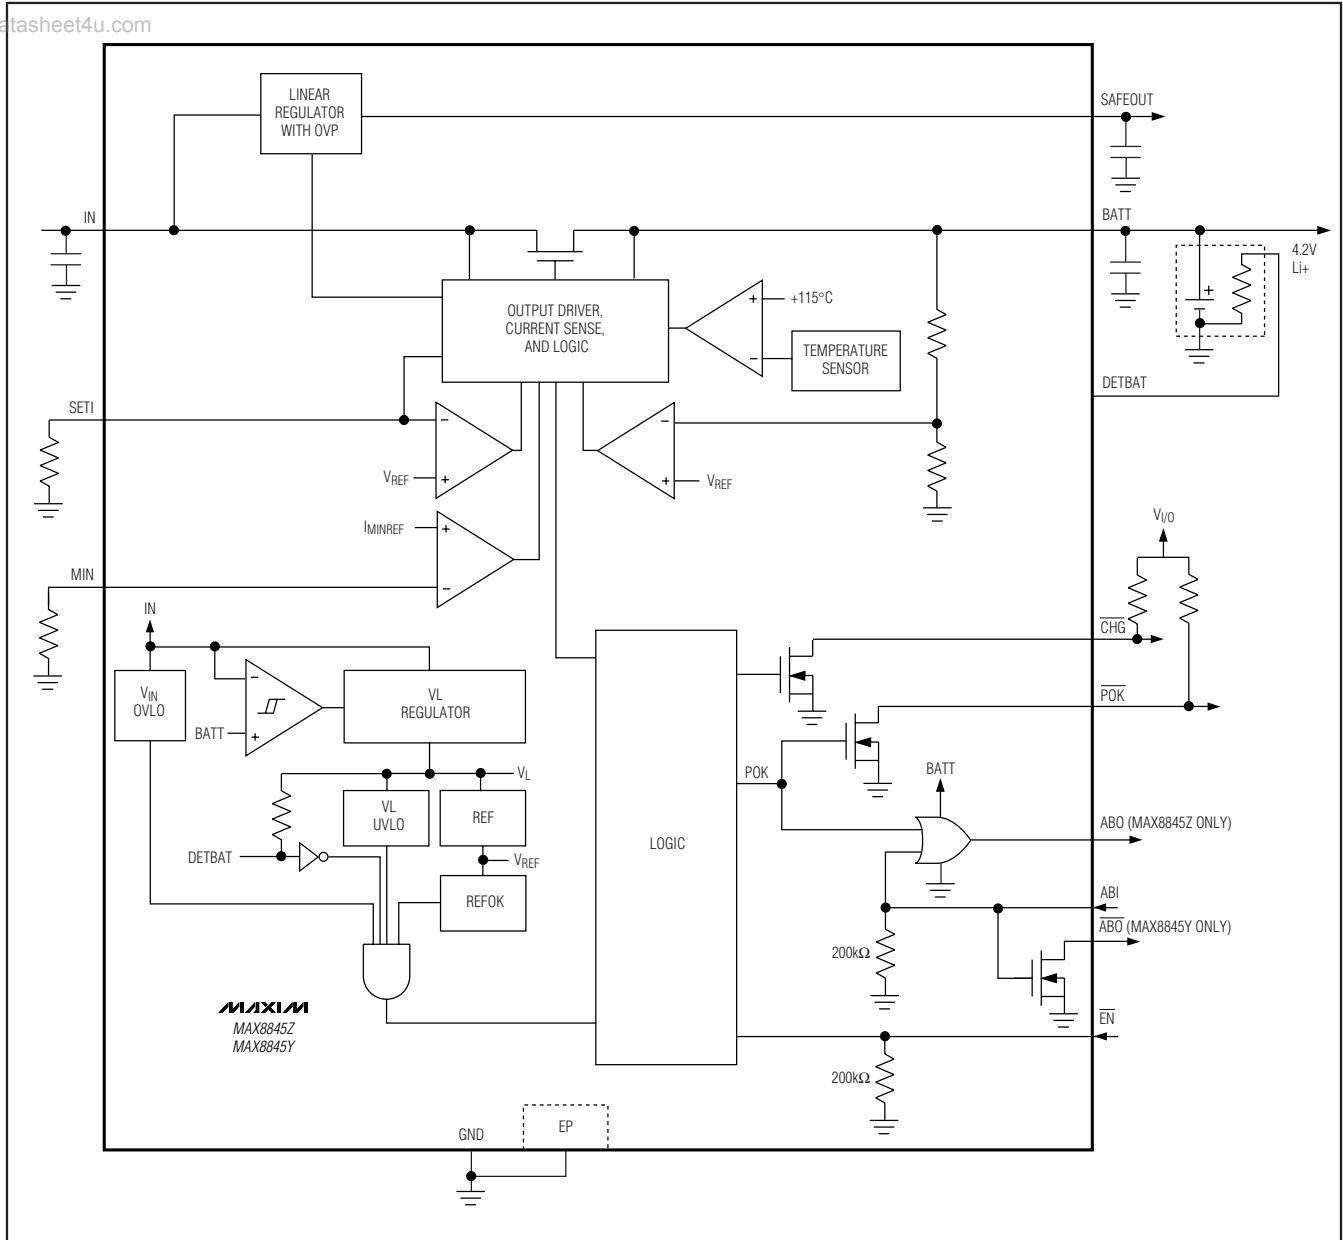 atasheet4u.com
LINEAR
REGULATOR
WITH OVP
SAFEOUT
IN
BATT
4.2V
Li+
+
OUTPUT DRIVER,
CURRENT SENSE,
AND LOGIC
+
+115°C
−
TEMPERATURE
SENSOR
DETBAT
SETI
−
VREF
+
−
+
VREF
IMINREF
+
MIN
−
VI/O
IN
CHG
VIN
OVLO
−
BATT
+
VL
REGULATOR
POK
VL
POK
BATT
VL
UVLO
REF
LOGIC
ABO (MAX8845Z ONLY)
DETBAT
VREF
REFOK
ABI
ABO (MAX8845Y ONLY)
200kΩ
MAXIM
MAX8845Z
MAX8845Y
EN
200kΩ
GND
EP